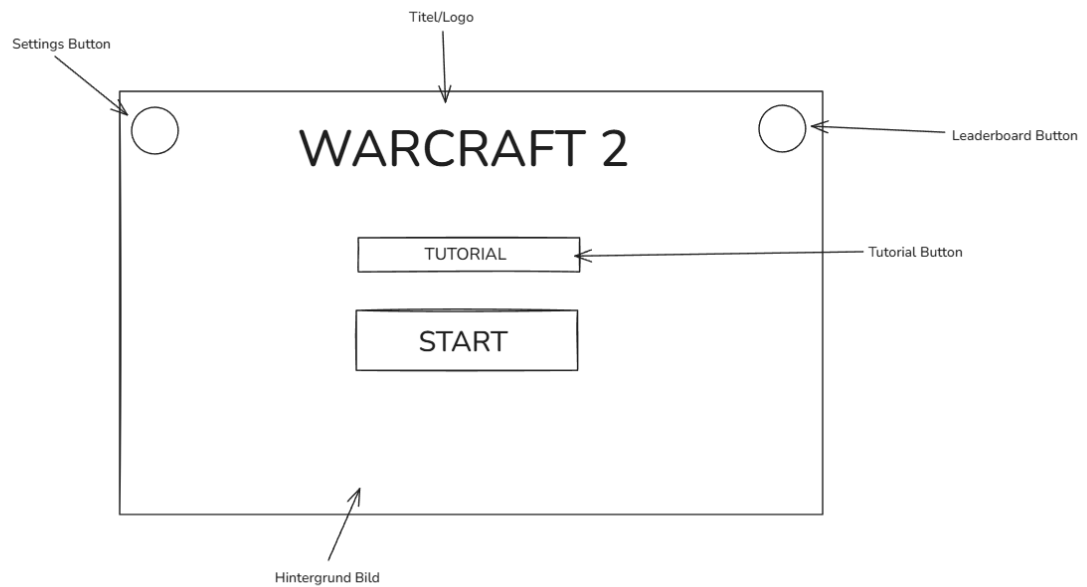 Titel/Logo
Settings Button
WARCRAFT 2
Leaderboard Button
TUTORIAL
Tutorial Button
START
Hintergrund Bild